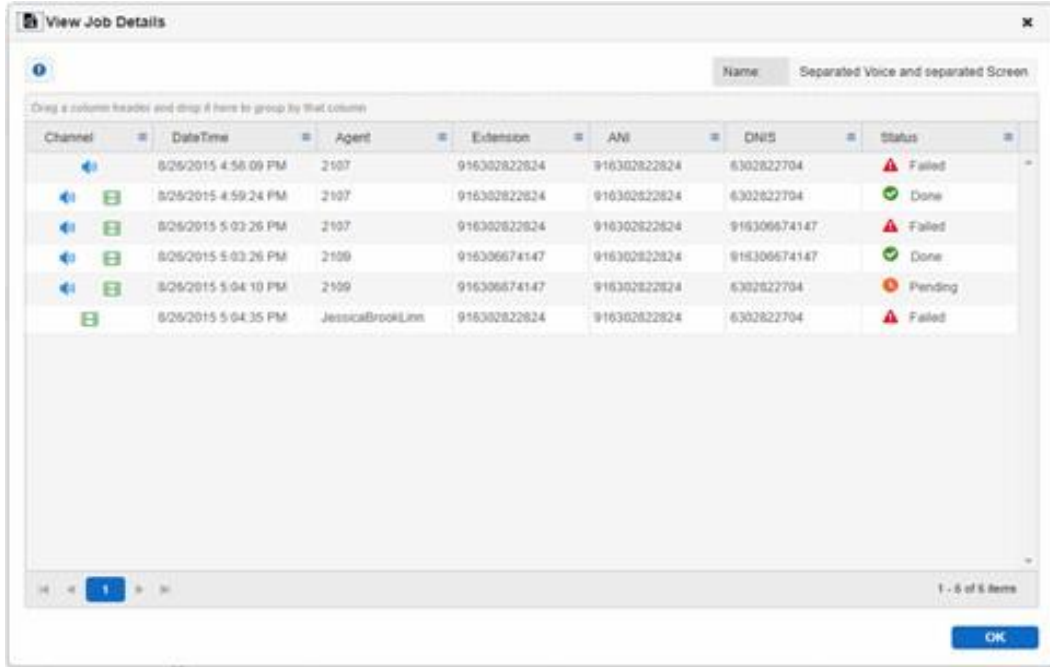 View Job Details
Name: Separated Voice and separated Screen
Drag a column header and drop it here to group by that column
Channel DateTime Agent Extension ANI DNIS Status
8/26/2015 4:56:09 PM 2107 916302822824 916302822824 6302822704 Failed
8/26/2015 4:59:24 PM 2107 916302822824 916302822824 6302822704 Done
8/26/2015 5:03:26 PM 2107 916302822824 916302822824 916306674147 Failed
8/26/2015 5:03:26 PM 2109 916306674147 916302822824 916306674147 Done
8/26/2015 5:04:10 PM 2109 916306674147 916302822824 6302822704 Pending
8/26/2015 5:04:35 PM JessicaBrookLinn 916302822824 916302822824 6302822704 Failed
1 1 - 6 of 6 items
OK